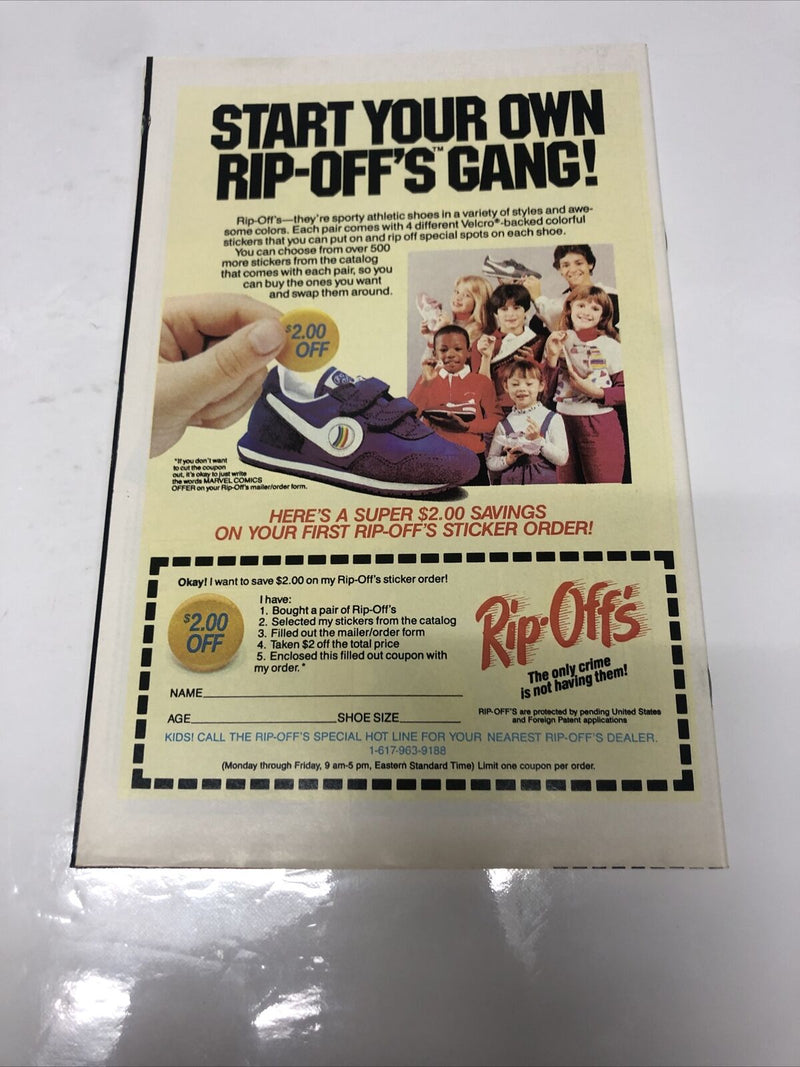 START YOUR OWN
RIP-OFF'S™ GANG!
Rip-Off's—they're sporty athletic shoes in a variety of styles and awe-
some colors. Each pair comes with 4 different Velcro®-backed colorful
stickers that you can put on and rip off special spots on each shoe.
You can choose from over 500
more stickers from the catalog
that comes with each pair, so you
can buy the ones you want
and swap them around.
$2.00
OFF
*If you don't want
to cut the coupon
out, it's okay to just write
the words MARVEL COMICS
OFFER on your Rip-Off's mailer/order form.
HERE'S A SUPER $2.00 SAVINGS
ON YOUR FIRST RIP-OFF'S STICKER ORDER!
Okay! I want to save $2.00 on my Rip-Off's sticker order!
$2.00
OFF
I have:
1. Bought a pair of Rip-Off's
2. Selected my stickers from the catalog
3. Filled out the mailer/order form
4. Taken $2 off the total price
5. Enclosed this filled out coupon with
my order.*
Rip-Off's
The only crime
is not having them!
NAME
AGE SHOE SIZE
RIP-OFF'S are protected by pending United States
and Foreign Patent applications
KIDS! CALL THE RIP-OFF'S SPECIAL HOT LINE FOR YOUR NEAREST RIP-OFF'S DEALER.
1-617-963-9188
(Monday through Friday, 9 am-5 pm, Eastern Standard Time) Limit one coupon per order.